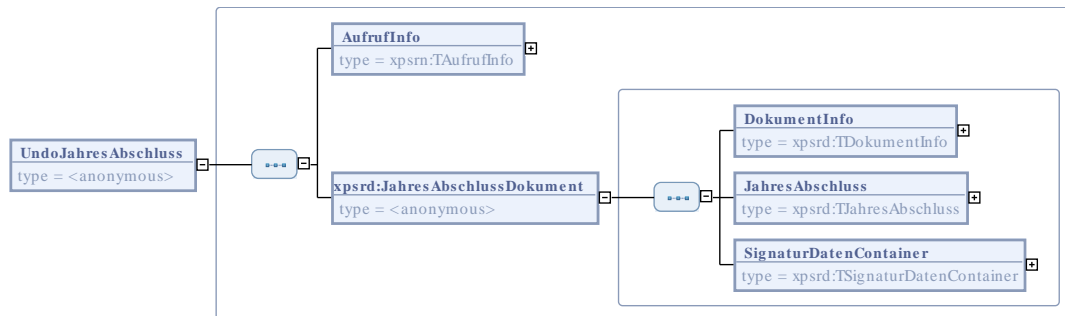 AufrufInfo
type = xpsrn:TAufrufInfo
DokumentInfo
type = xpsrd:TDokumentInfo
UndoJahresAbschluss
type = <anonymous>
xpsrd:JahresAbschlussDokument
type = <anonymous>
JahresAbschluss
type = xpsrd:TJahresAbschluss
SignaturDatenContainer
type = xpsrd:TSignaturDatenContainer